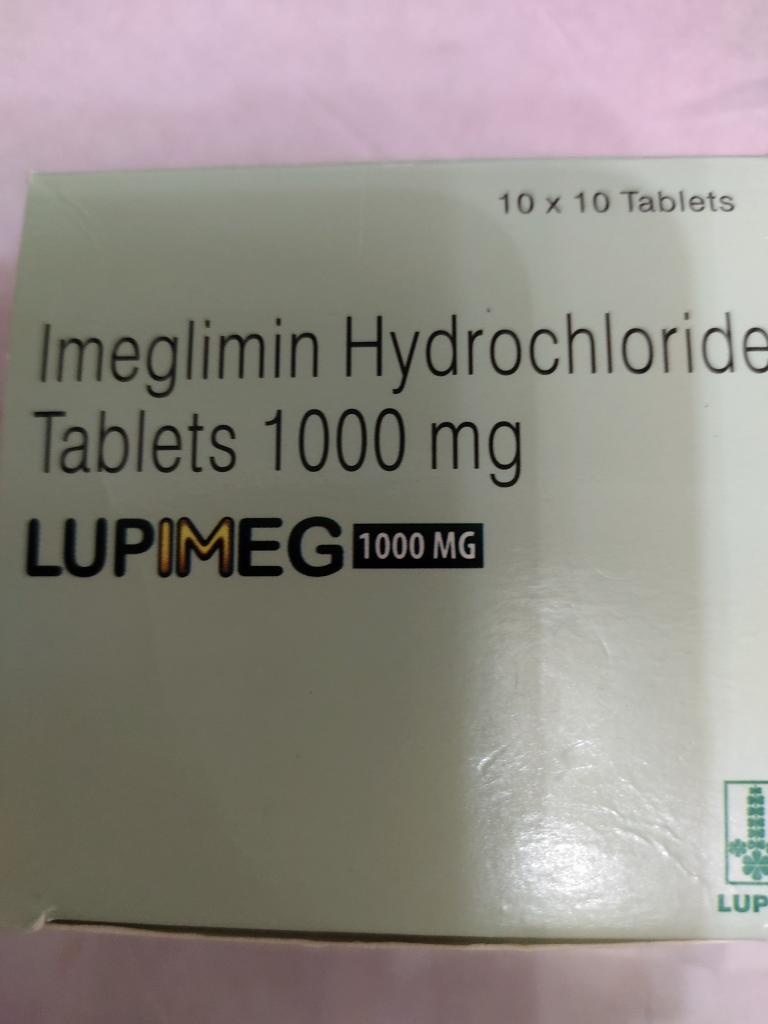 10 x 10 Tablets
Imeglimin Hydrochloride
Tablets 1000 mg
LUPIMEG 1000 MG
LUP